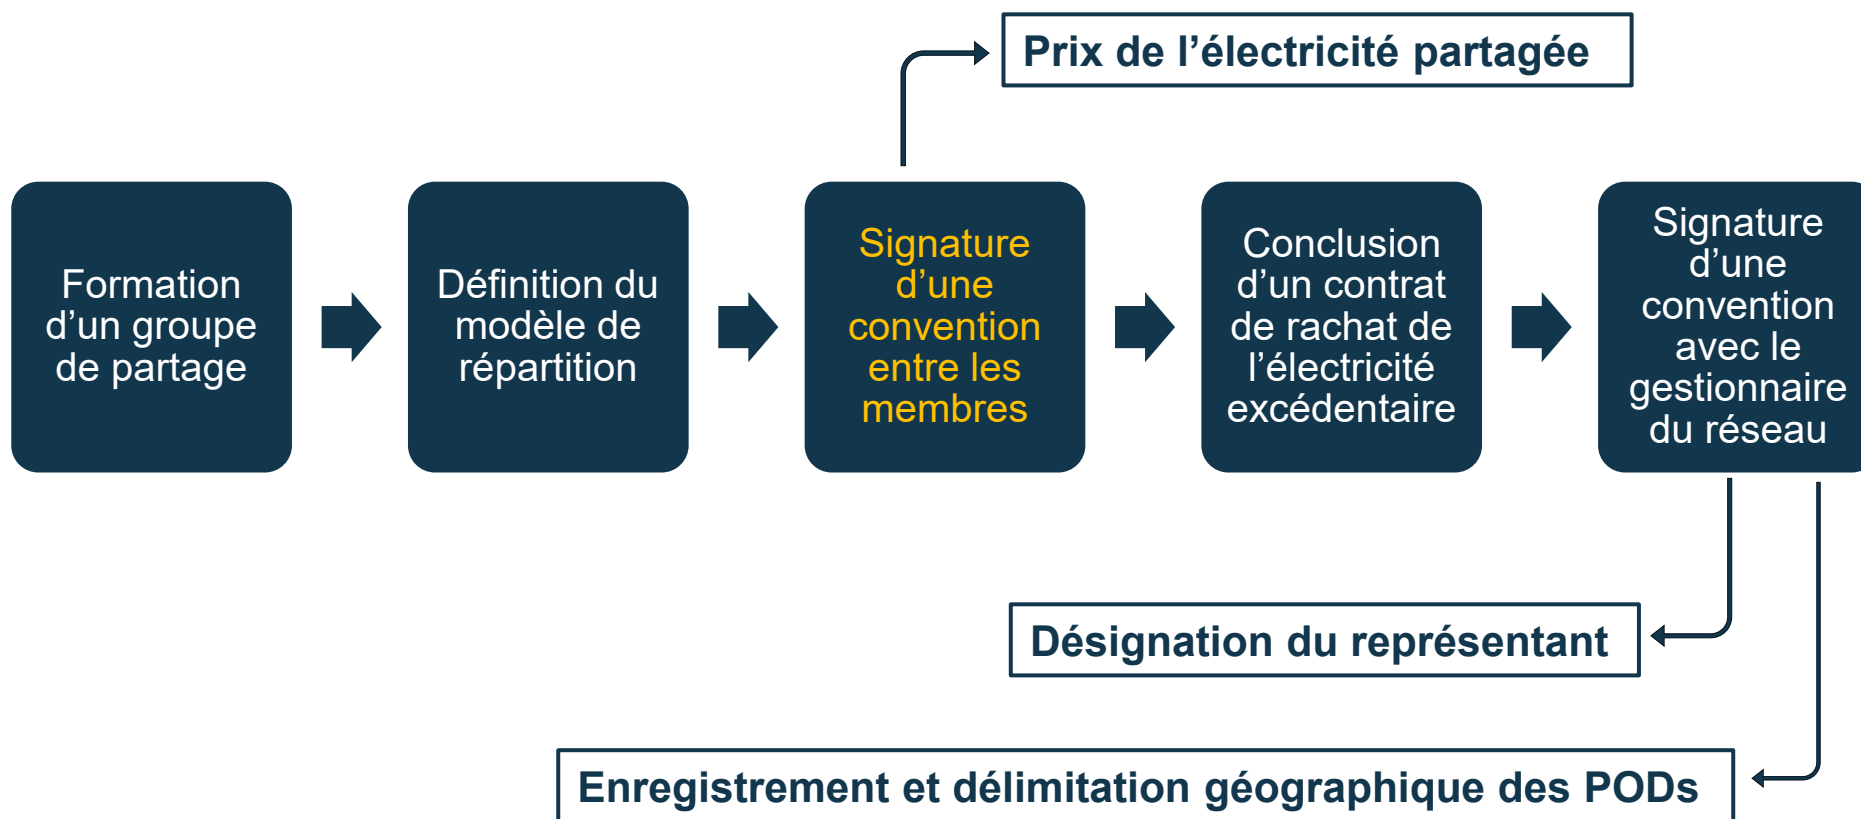 Prix de l’électricité partagée
Formation
d’un groupe
de partage
Définition du
modèle de
répartition
Signature
d’une
convention
entre les
membres
Conclusion
d’un contrat
de rachat de
l’électricité
excédentaire
Signature
d’une
convention
avec le
gestionnaire
du réseau
Désignation du représentant
Enregistrement et délimitation géographique des PODs